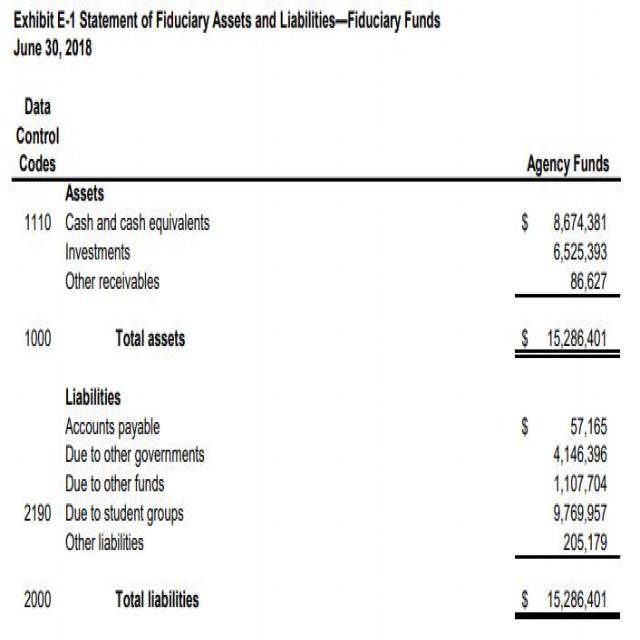 Exhibit E-1 Statement of Fiduciary Assets and Liabilities—Fiduciary Funds
June 30, 2018
Data
Control
Codes Agency Funds
Assets
1110 Cash and cash equivalents $ 8,674,381
Investments 6,525,393
Other receivables 86,627
1000 Total assets $ 15,286,401
Liabilities
Accounts payable $ 57,165
Due to other governments 4,146,396
Due to other funds 1,107,704
2190 Due to student groups 9,769,957
Other liabilities 205,179
2000 Total liabilities $ 15,286,401